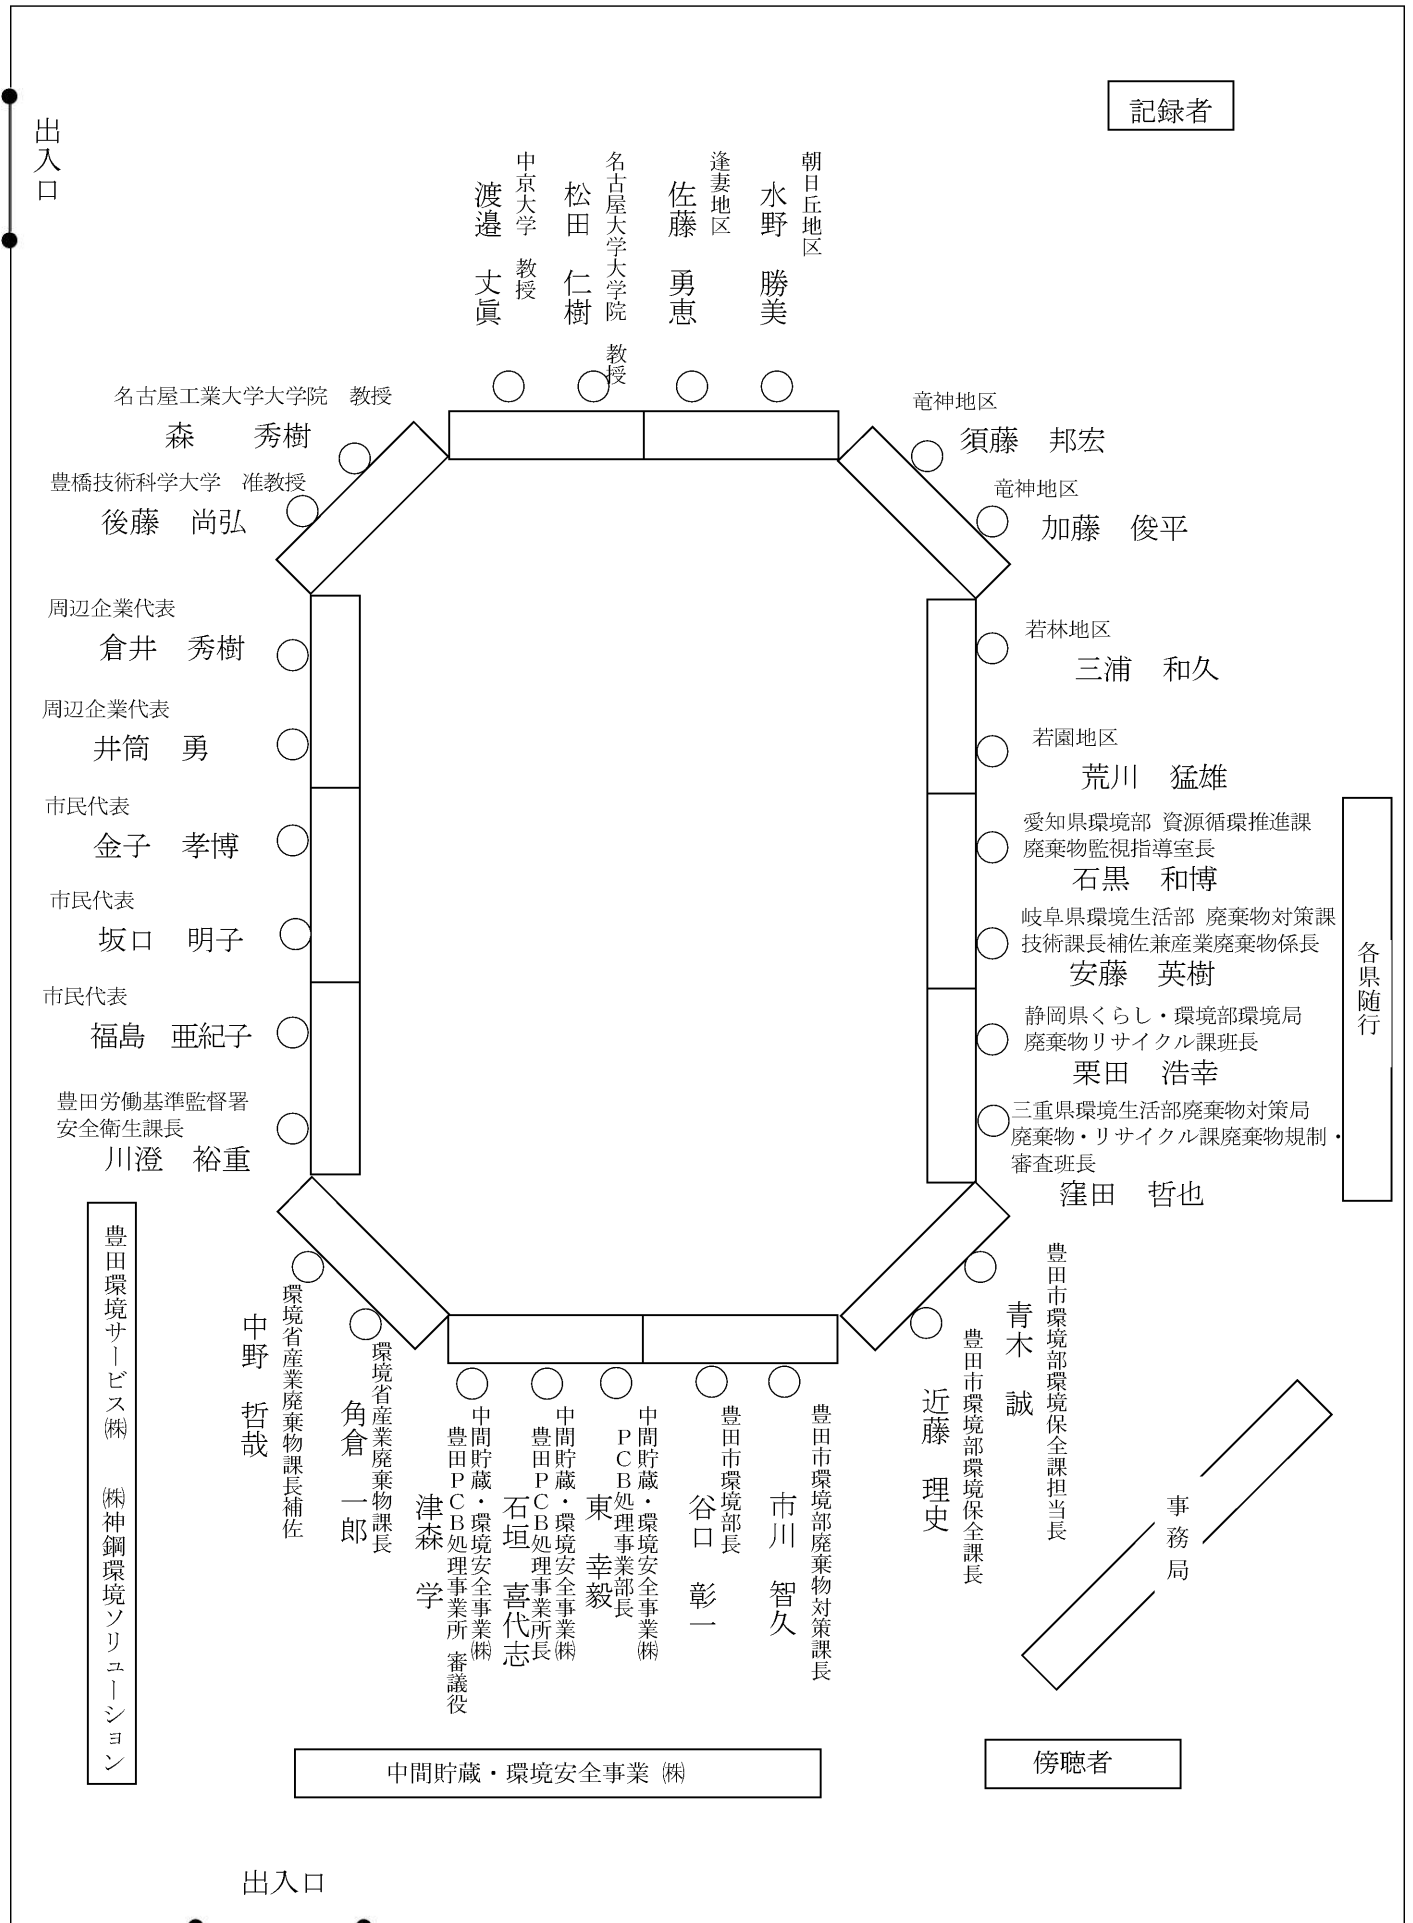 記録者
出入口
朝日丘地区
水野　勝美
逢妻地区
佐藤　勇恵
名古屋大学大学院　教授
松田　仁樹
中京大学　教授
渡邉　丈眞
名古屋工業大学大学院　教授
森　　秀樹
豊橋技術科学大学　准教授
後藤　尚弘
周辺企業代表
倉井　秀樹
周辺企業代表
井筒　勇
市民代表
金子　孝博
市民代表
坂口　明子
市民代表
福島　亜紀子
豊田労働基準監督署
安全衛生課長
川澄　裕重
竜神地区
須藤　邦宏
竜神地区
加藤　俊平
若林地区
三浦　和久
若園地区
荒川　猛雄
愛知県環境部 資源循環推進課
廃棄物監視指導室長
石黒　和博
岐阜県環境生活部 廃棄物対策課
技術課長補佐兼産業廃棄物係長
安藤　英樹
静岡県くらし・環境部環境局
廃棄物リサイクル課班長
栗田　浩幸
三重県環境生活部廃棄物対策局
廃棄物・リサイクル課廃棄物規制・
審査班長
窪田　哲也
各県随行
豊田市環境部環境保全課担当長
青木　誠
豊田市環境部環境保全課長
近藤　理史
豊田市環境部廃棄物対策課長
市川　智久
豊田市環境部長
谷口　彰一
中間貯蔵・環境安全事業㈱
ＰＣＢ処理事業部長
東　幸毅
中間貯蔵・環境安全事業㈱
豊田ＰＣＢ処理事業所長
石垣　喜代志
中間貯蔵・環境安全事業㈱
豊田ＰＣＢ処理事業所 審議役
津森　学
環境省産業廃棄物課長
角倉　一郎
環境省産業廃棄物課長補佐
中野　哲哉
豊田環境サービス㈱　㈱神鋼環境ソリューション
事務局
中間貯蔵・環境安全事業 ㈱
傍聴者
出入口